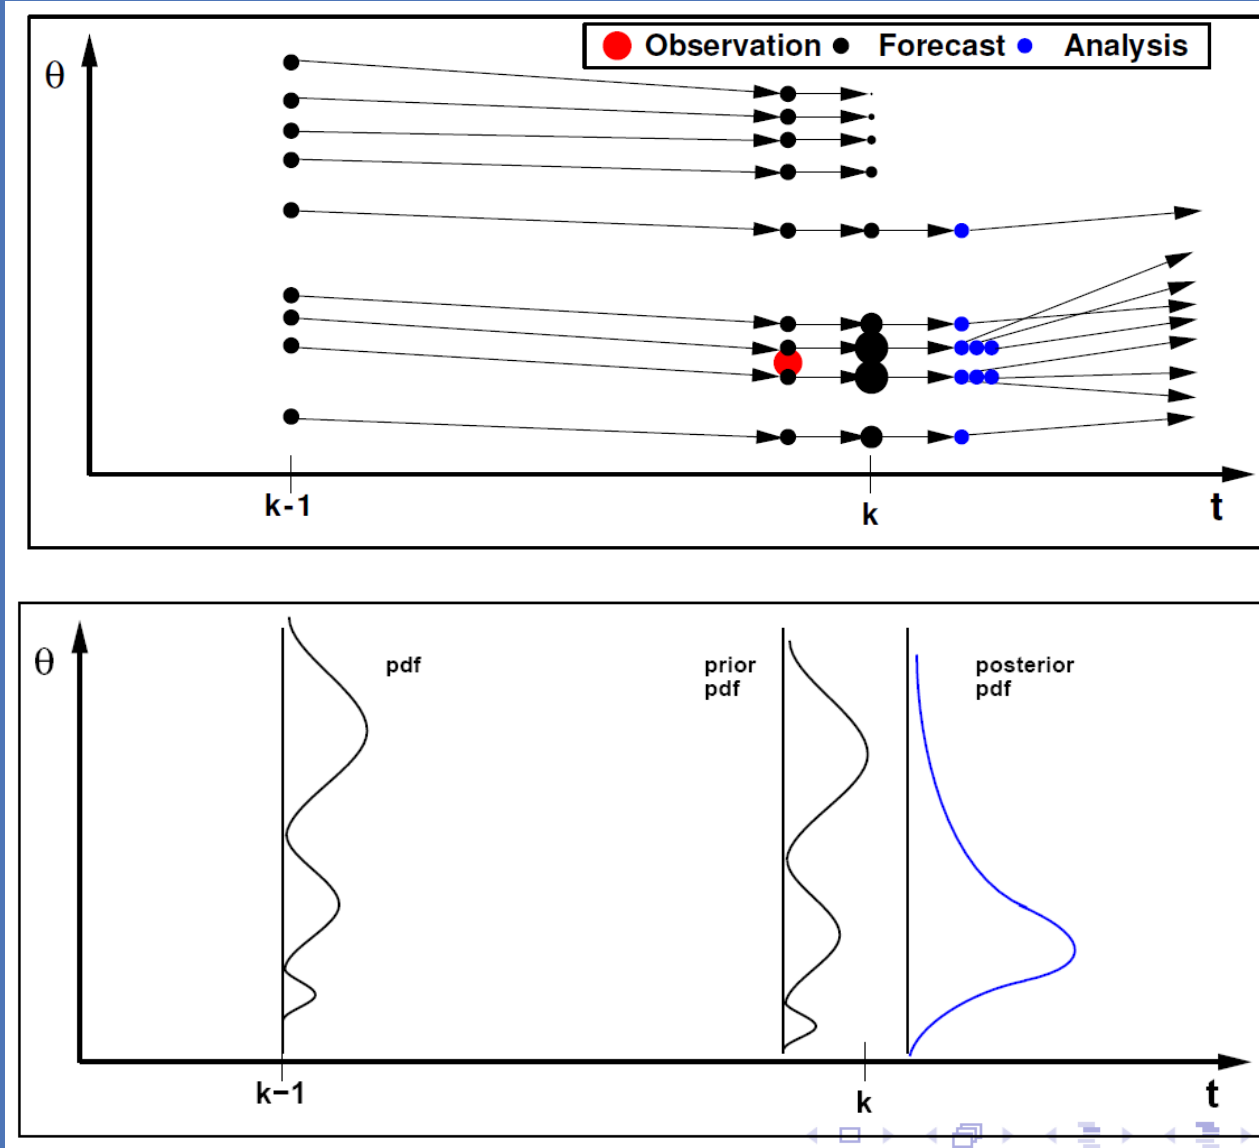 Observation Forecast Analysis
θ
k-1
k
t
θ
pdf
prior
pdf
posterior
pdf
k−1
k
t